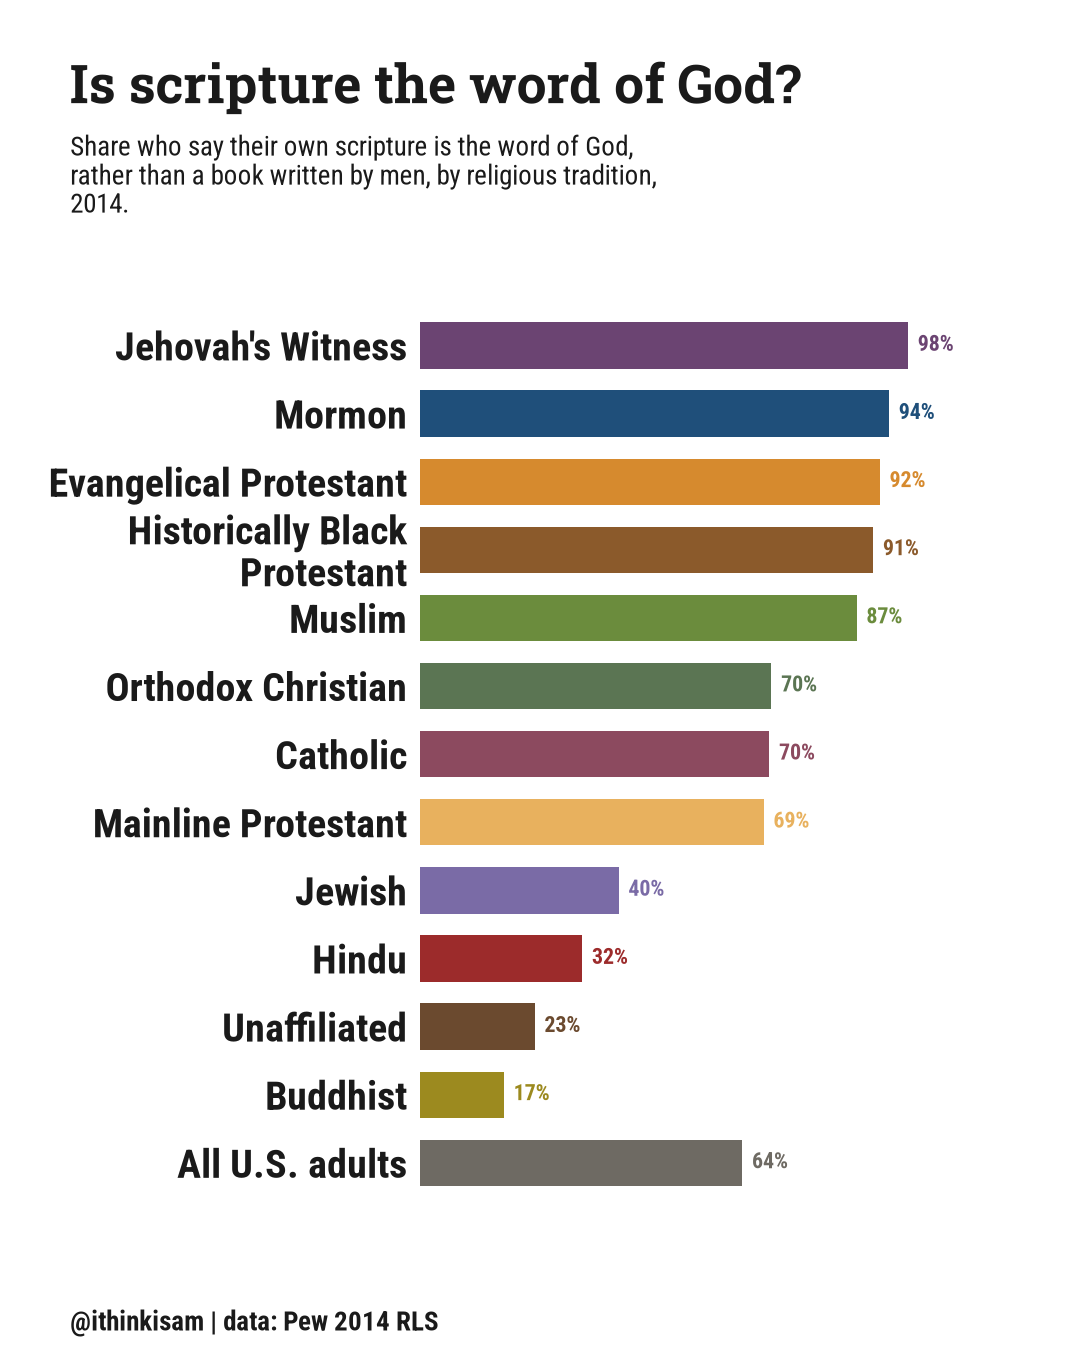 Is scripture the word of God?
Share who say their own scripture is the word of God,
rather than a book written by men, by religious tradition,
2014.
Jehovah's Witness 98%
Mormon 94%
Evangelical Protestant 92%
Historically Black
Protestant 91%
Muslim 87%
Orthodox Christian 70%
Catholic 70%
Mainline Protestant 69%
Jewish 40%
Hindu 32%
Unaffiliated 23%
Buddhist 17%
All U.S. adults 64%
@ithinkisam | data: Pew 2014 RLS